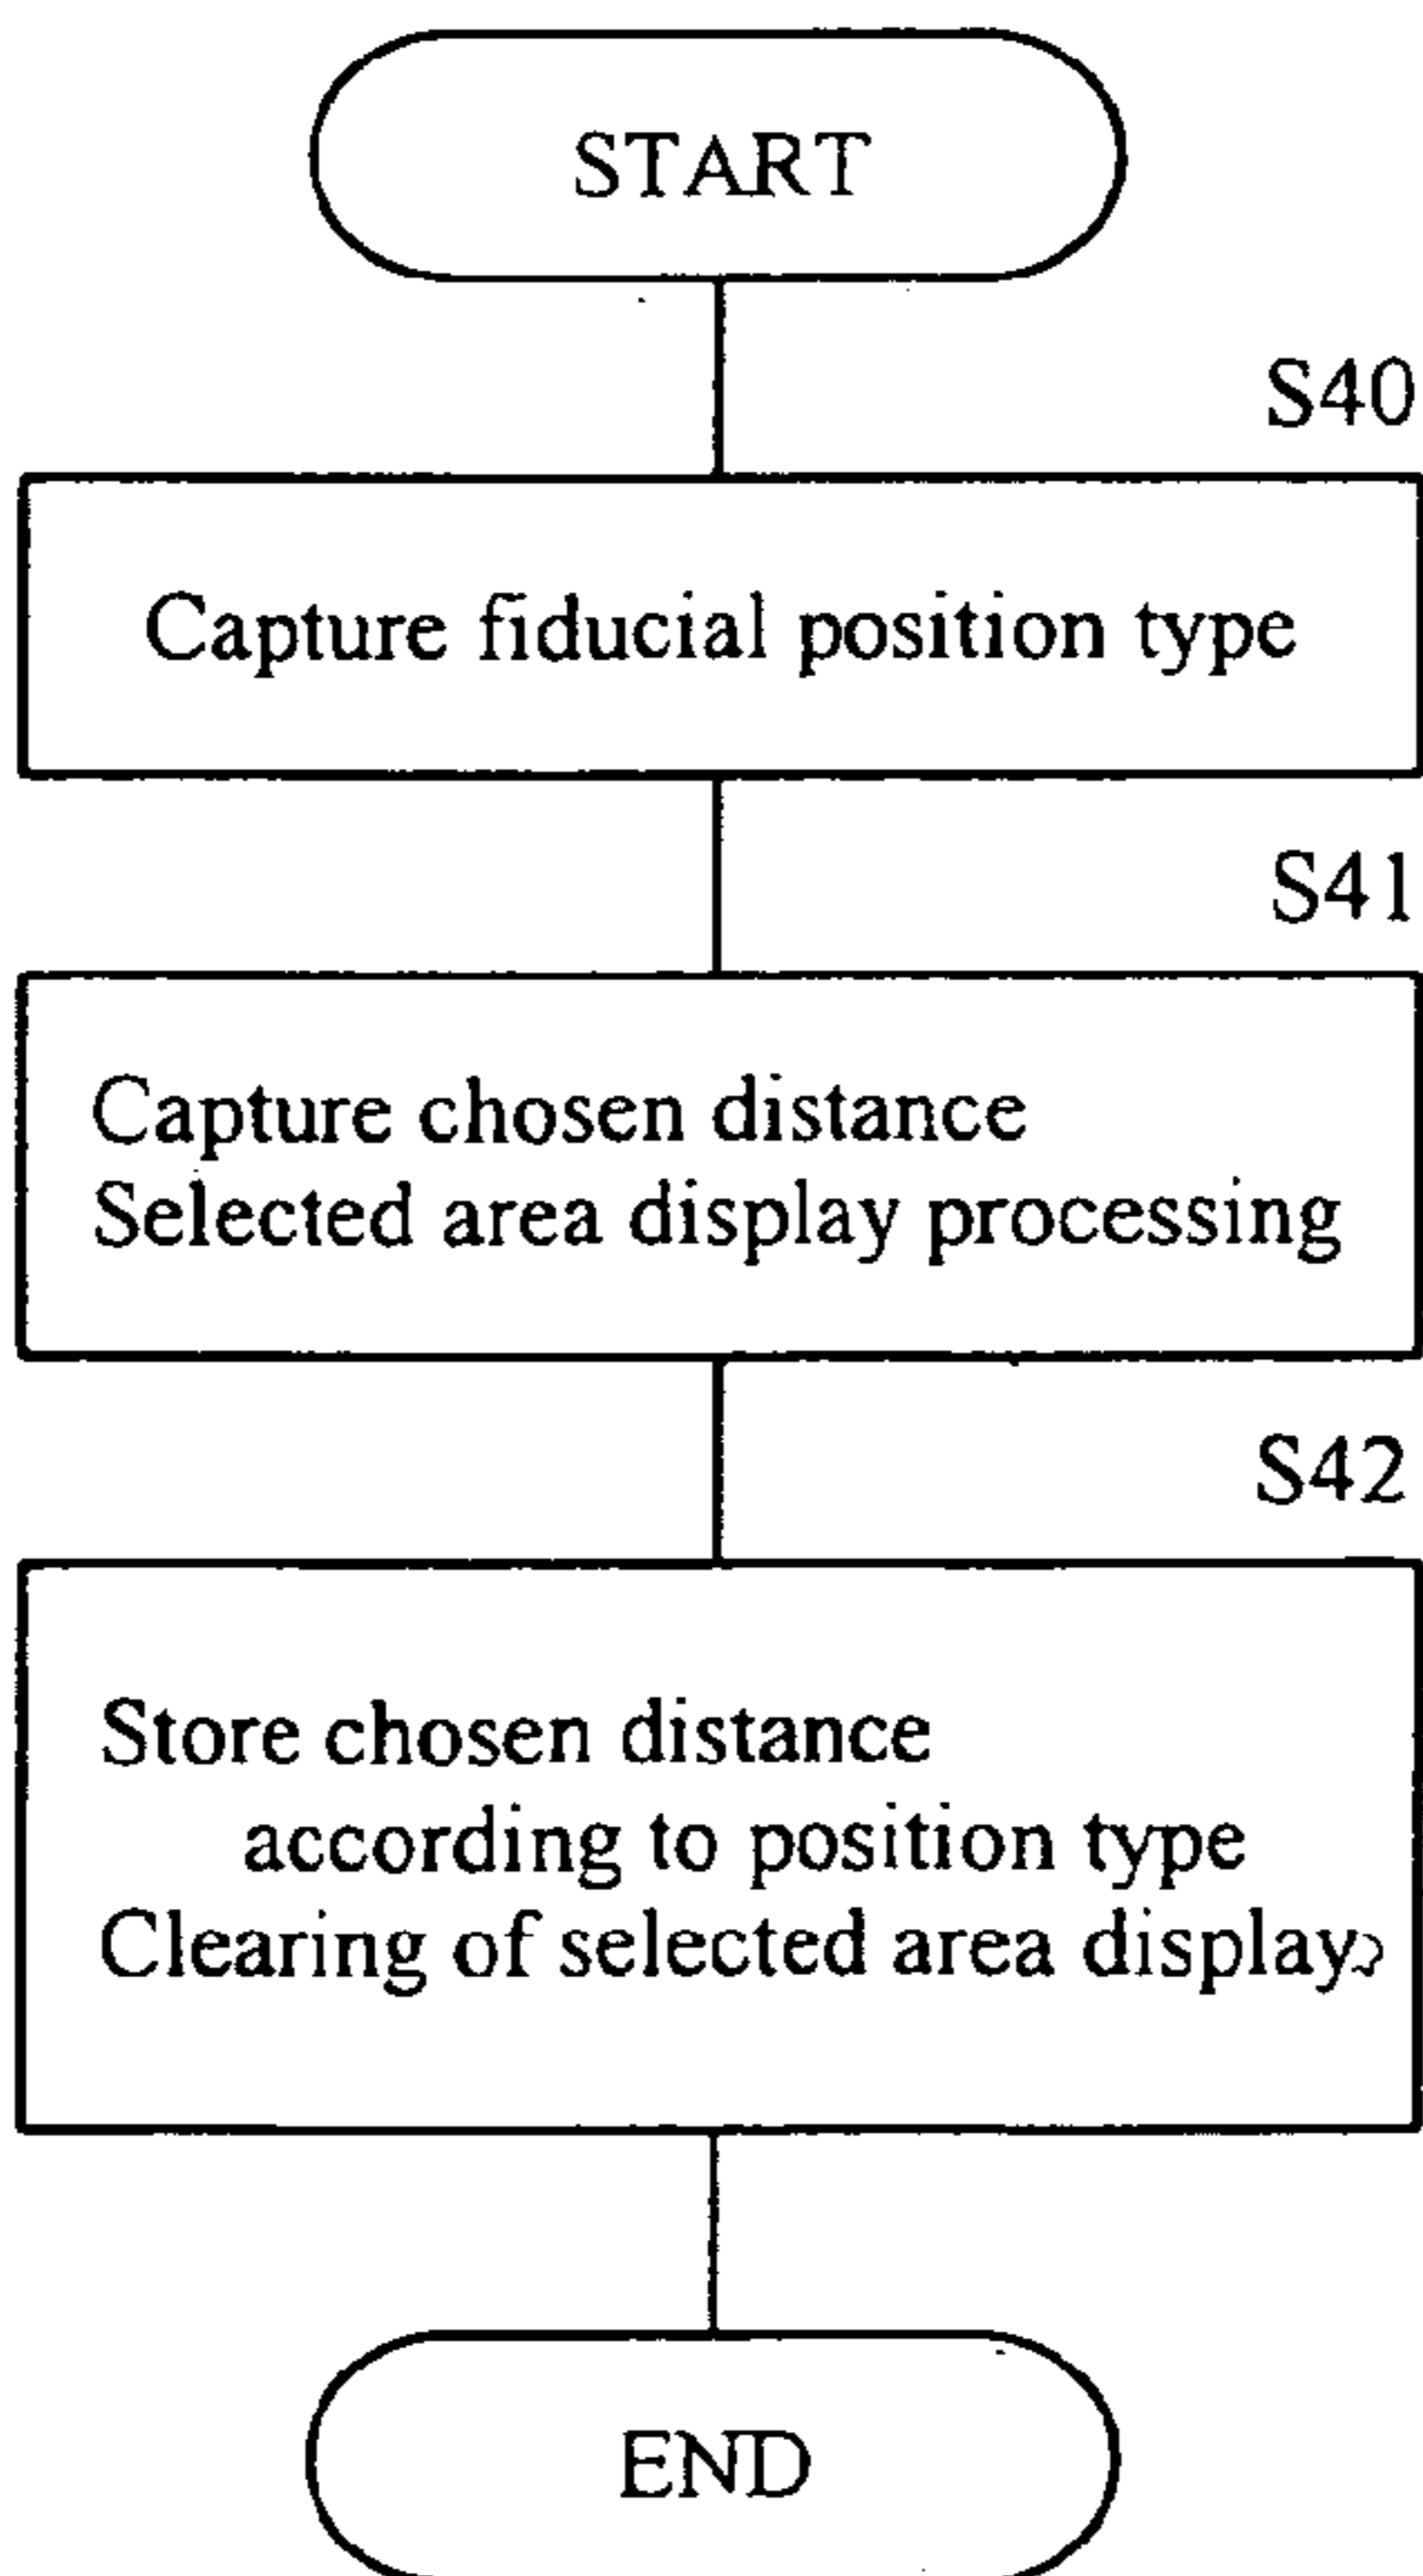 START
S40
Capture fiducial position type
S41
Capture chosen distance
Selected area display processing
S42
Store chosen distance
according to position type
Clearing of selected area display
END